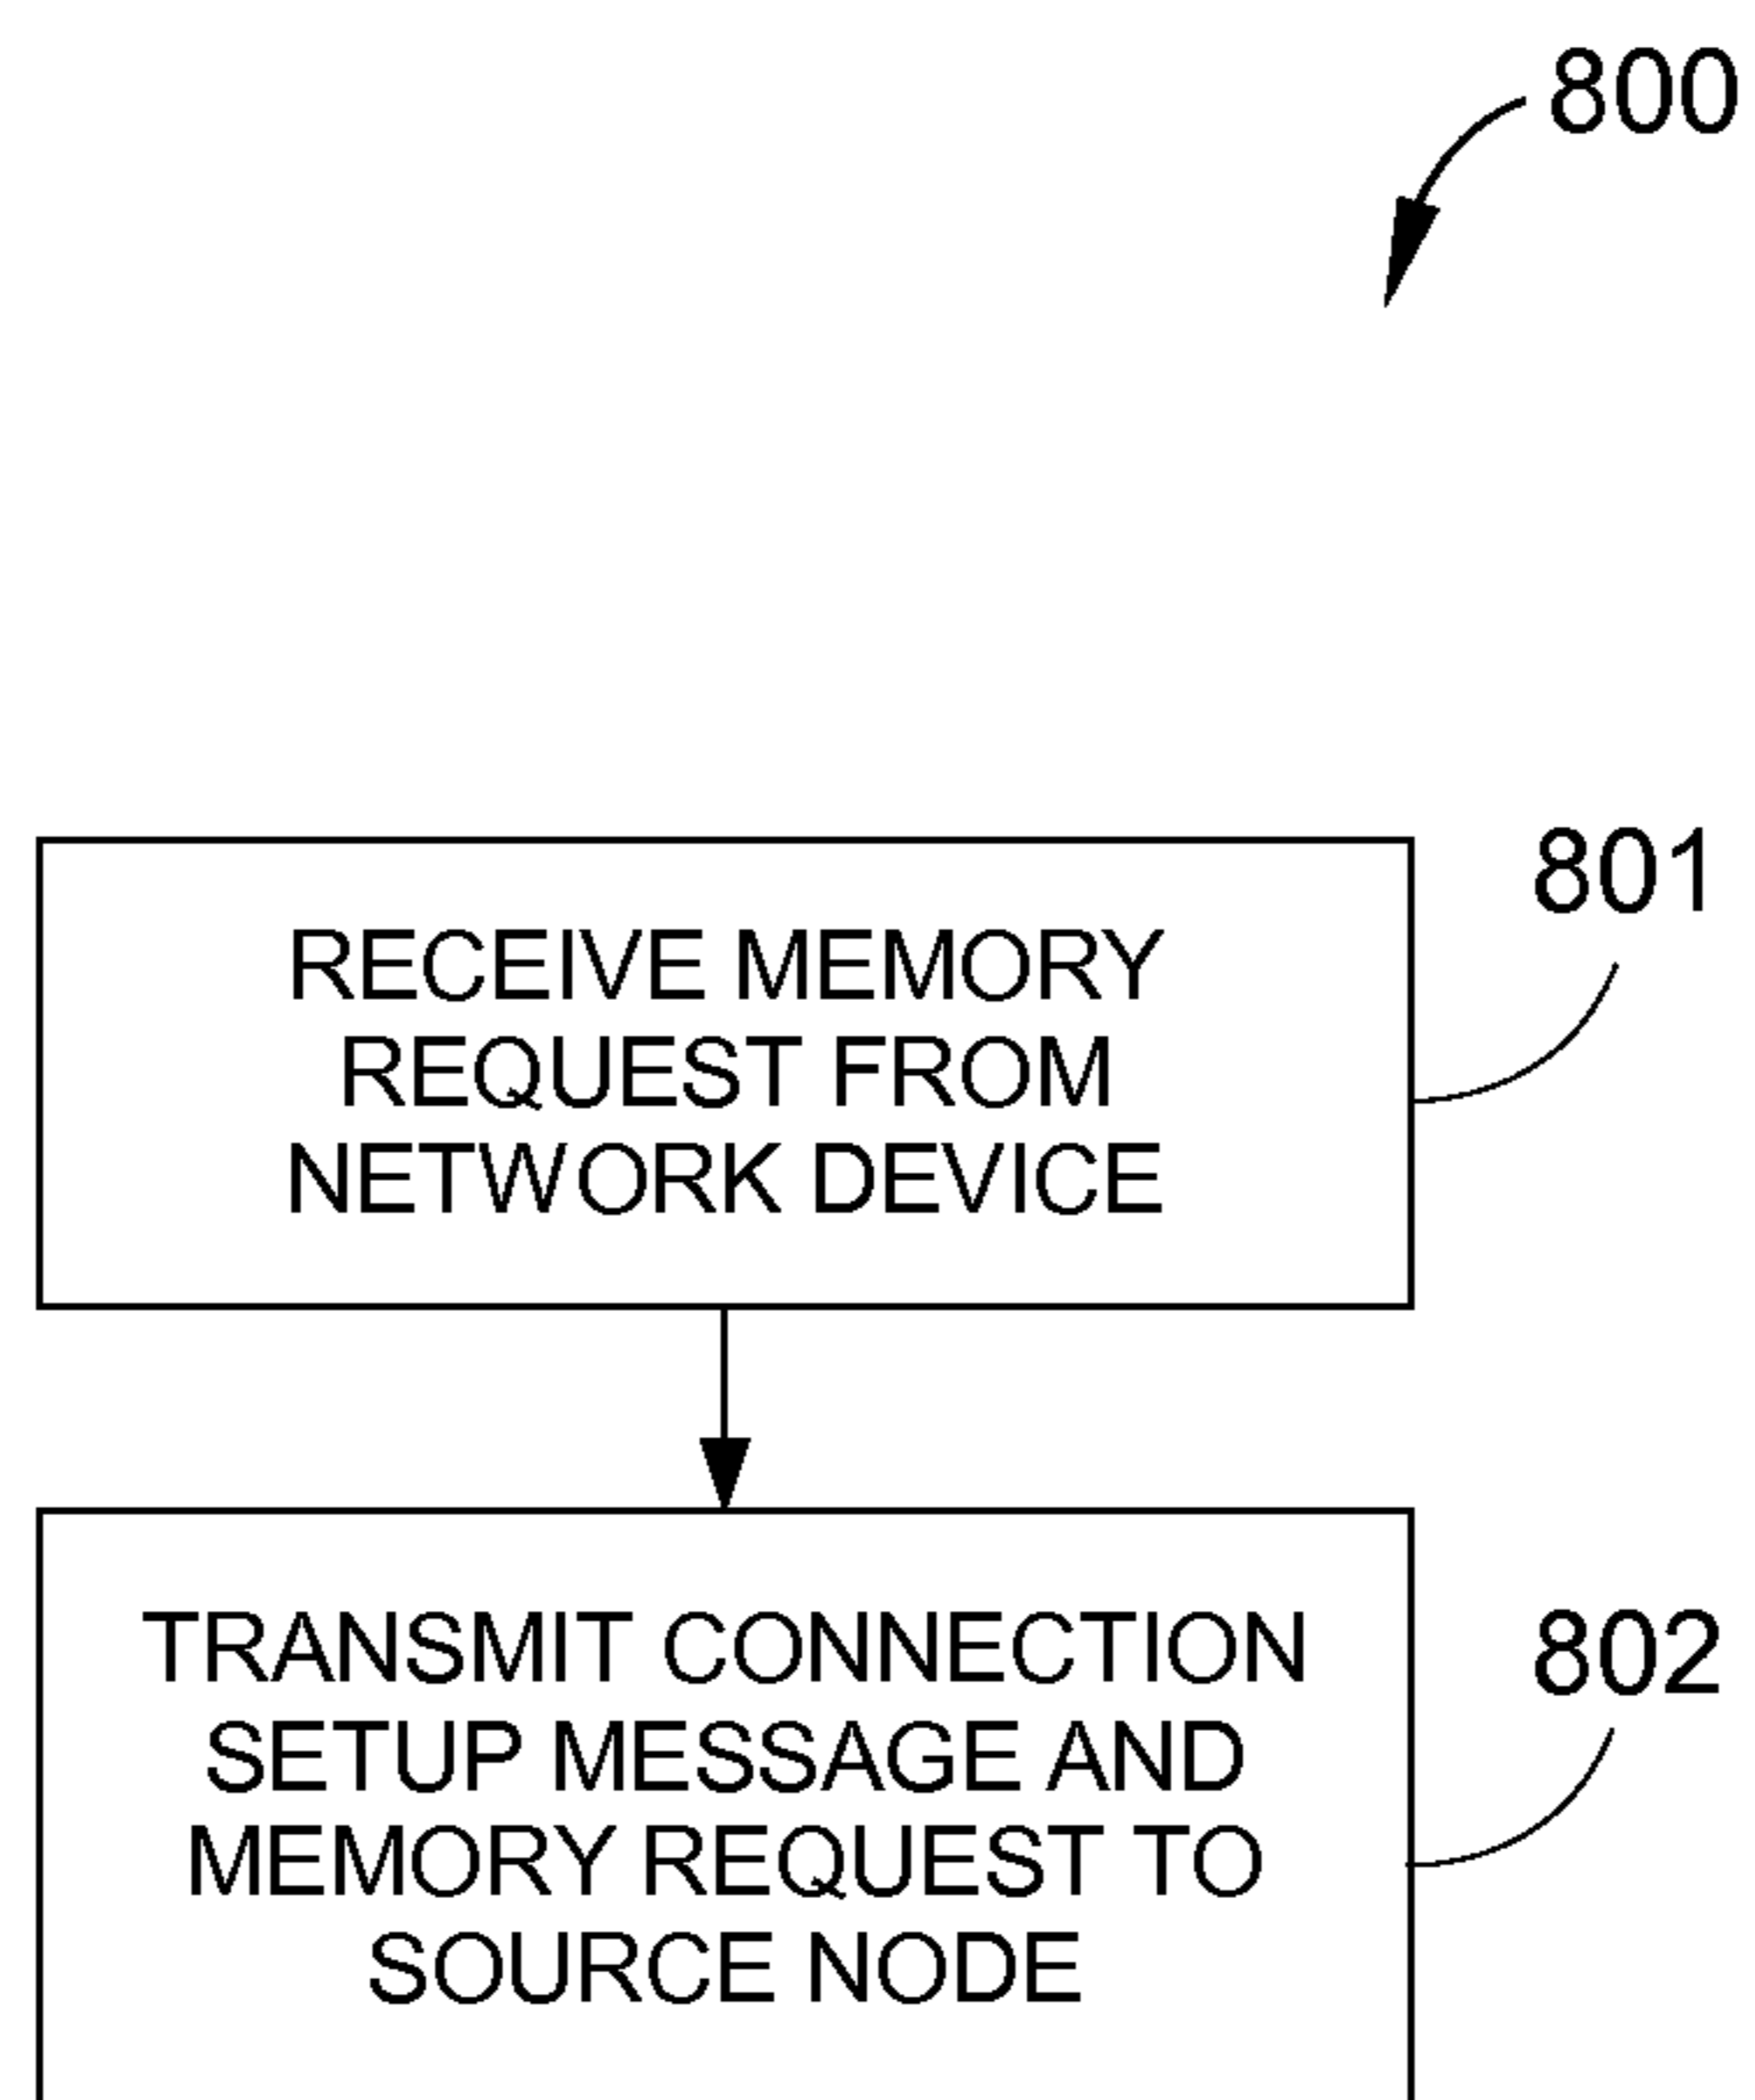 800
801
RECEIVE MEMORY
REQUEST FROM
NETWORK DEVICE
802
TRANSMIT CONNECTION
SETUP MESSAGE AND
MEMORY REQUEST TO
SOURCE NODE